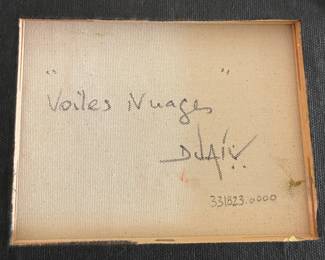 " "
Voiles Nuages
331823.0000